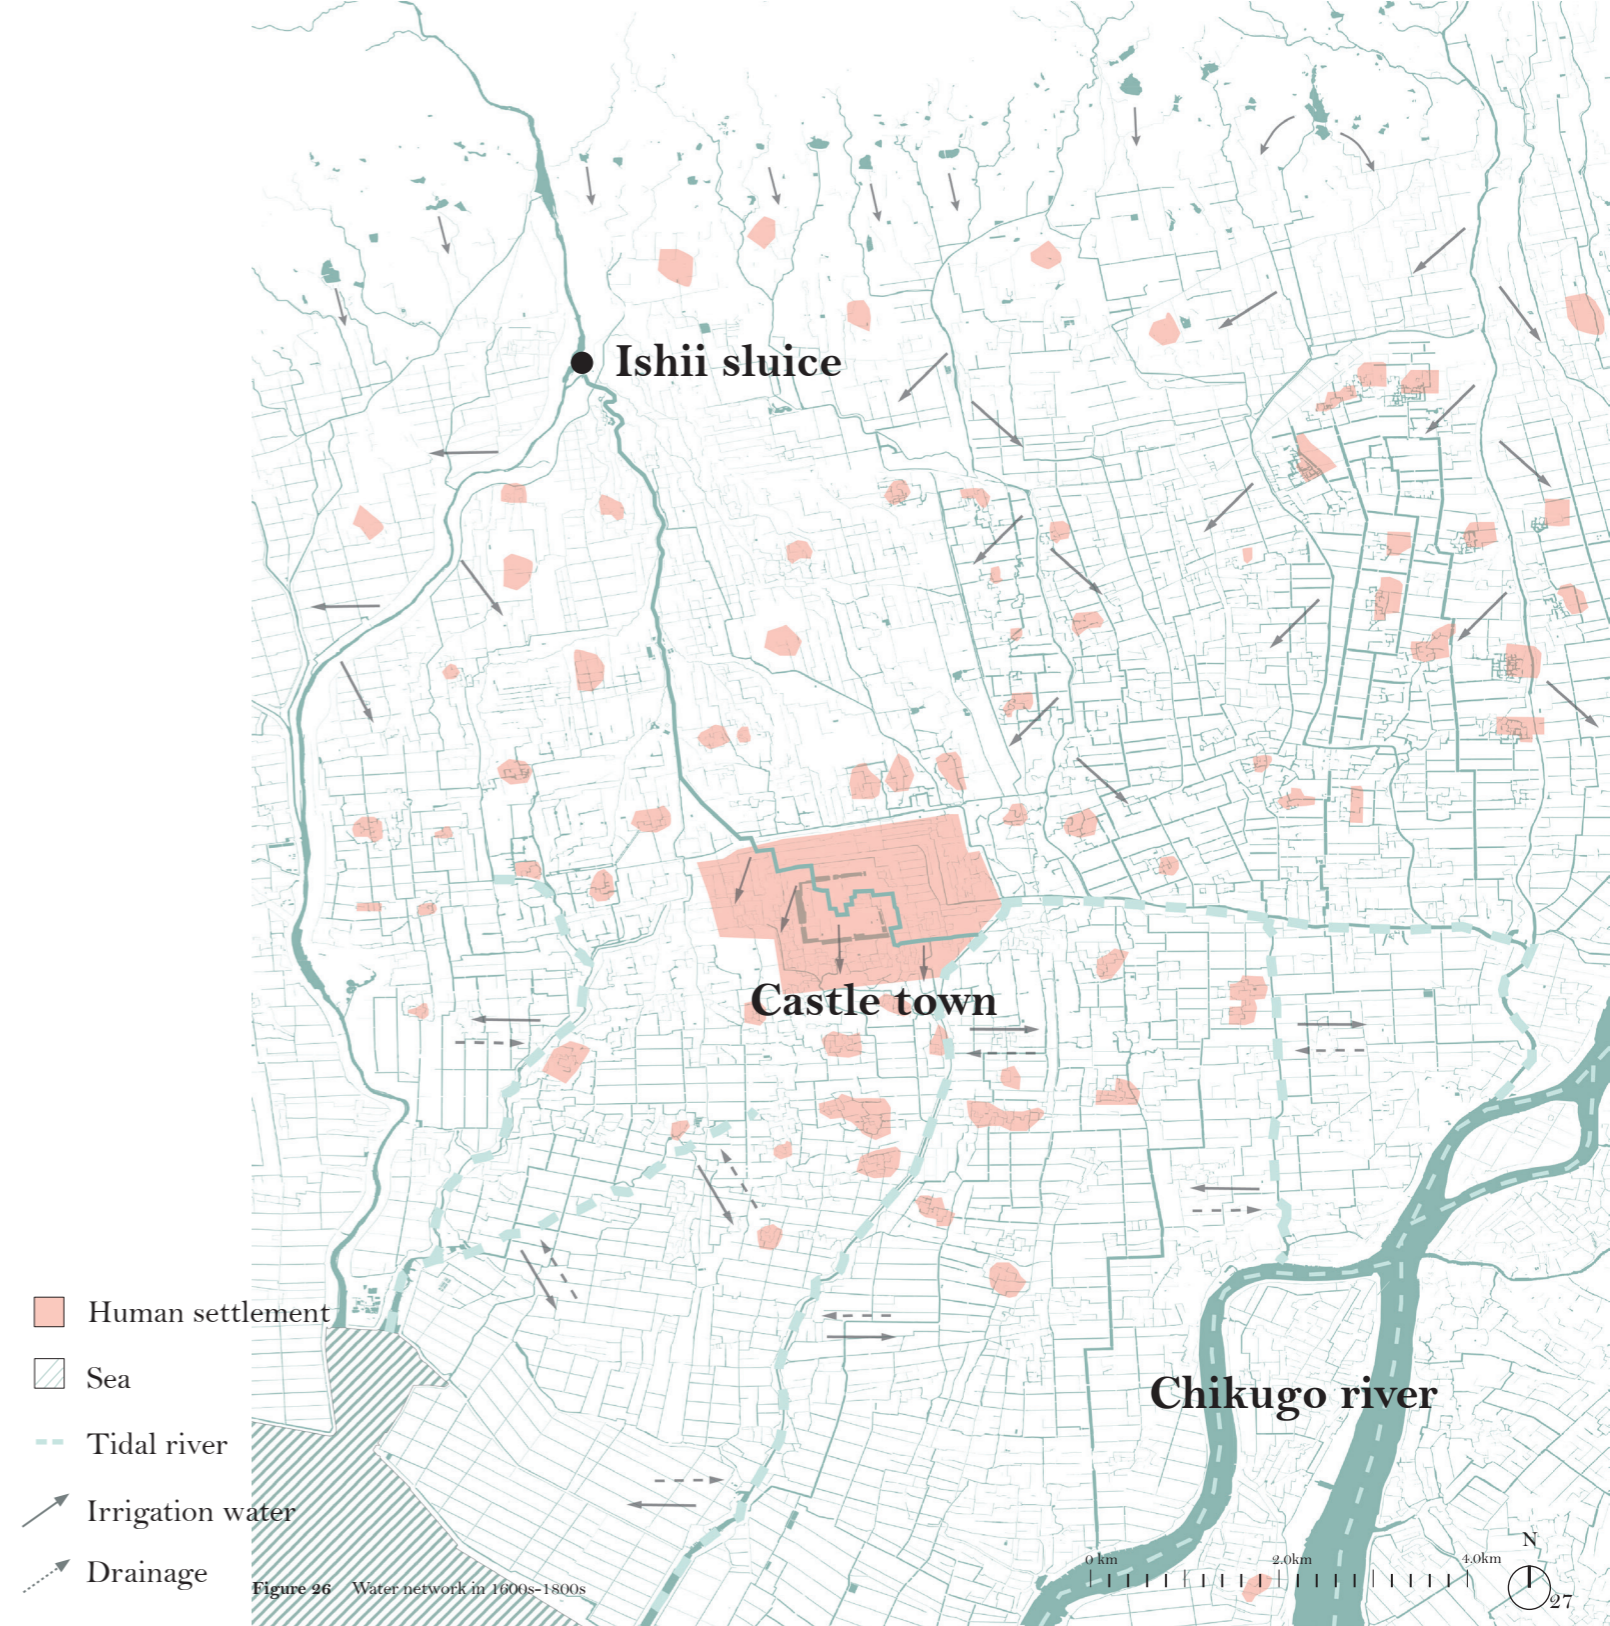 Ishii sluice
Castle town
Human settlement
Sea
Chikugo river
Tidal river
Irrigation water
Drainage
Figure 26 Water network in 1600s-1800s
0 km 2.0km 4.0km
N
27